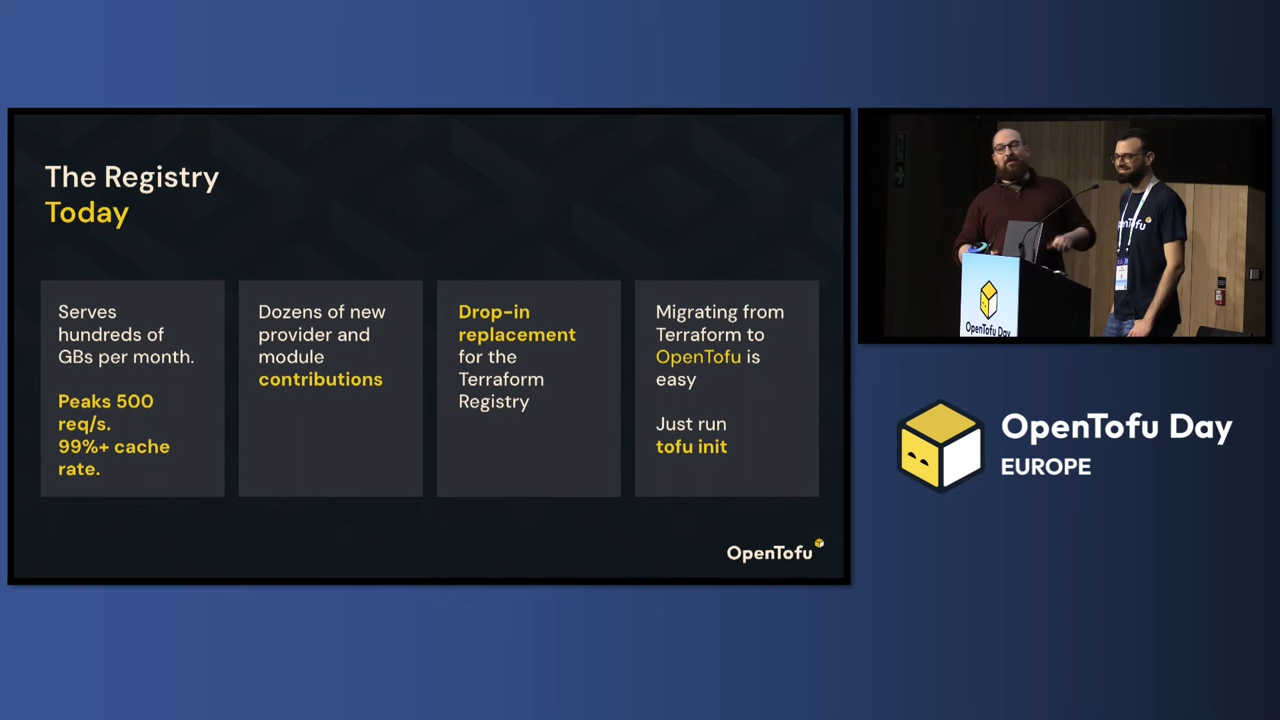 The Registry
Today
Serves
hundreds of
GBs per month.
Peaks 500
req/s.
99%+ cache
rate.
Dozens of new
provider and
module
contributions
Drop-in
replacement
for the
Terraform
Registry
Migrating from
Terraform to
OpenTofu is
easy
Just run
tofu init
OpenTofu
OpenTofu Day
OpenTofu Day
EUROPE